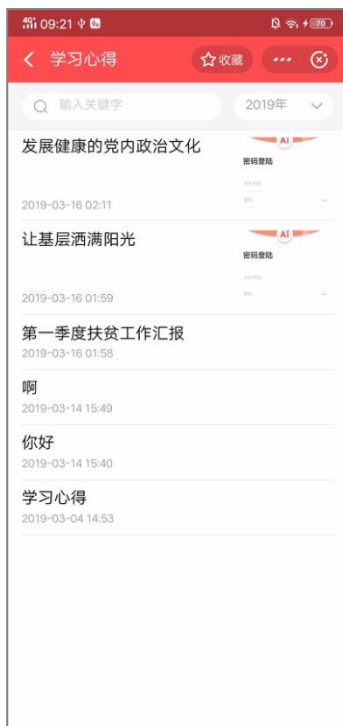 4G 09:21 70
学习心得 收藏
输入关键字 2019年
发展健康的党内政治文化
AI
密码登陆
2019-03-16 02:11
让基层洒满阳光
AI
密码登陆
2019-03-16 01:59
第一季度扶贫工作汇报
2019-03-16 01:58
啊
2019-03-14 15:49
你好
2019-03-14 15:40
学习心得
2019-03-04 14:53